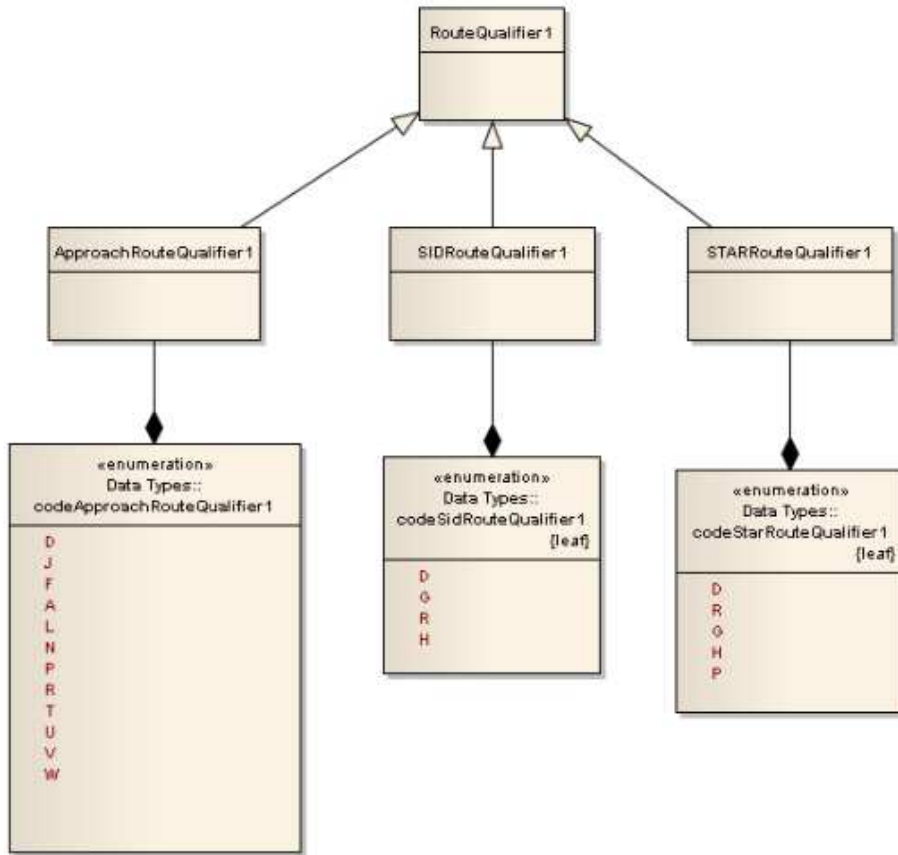 RouteQualifier1
ApproachRouteQualifier1
SIDRouteQualifier1
STARRouteQualifier1
«enumeration»
Data Types::
codeApproachRouteQualifier1
D
J
F
A
L
N
P
R
T
U
V
W
«enumeration»
Data Types::
codeSidRouteQualifier1
{leaf}
D
G
R
H
«enumeration»
Data Types::
codeStarRouteQualifier1
{leaf}
D
R
G
H
P